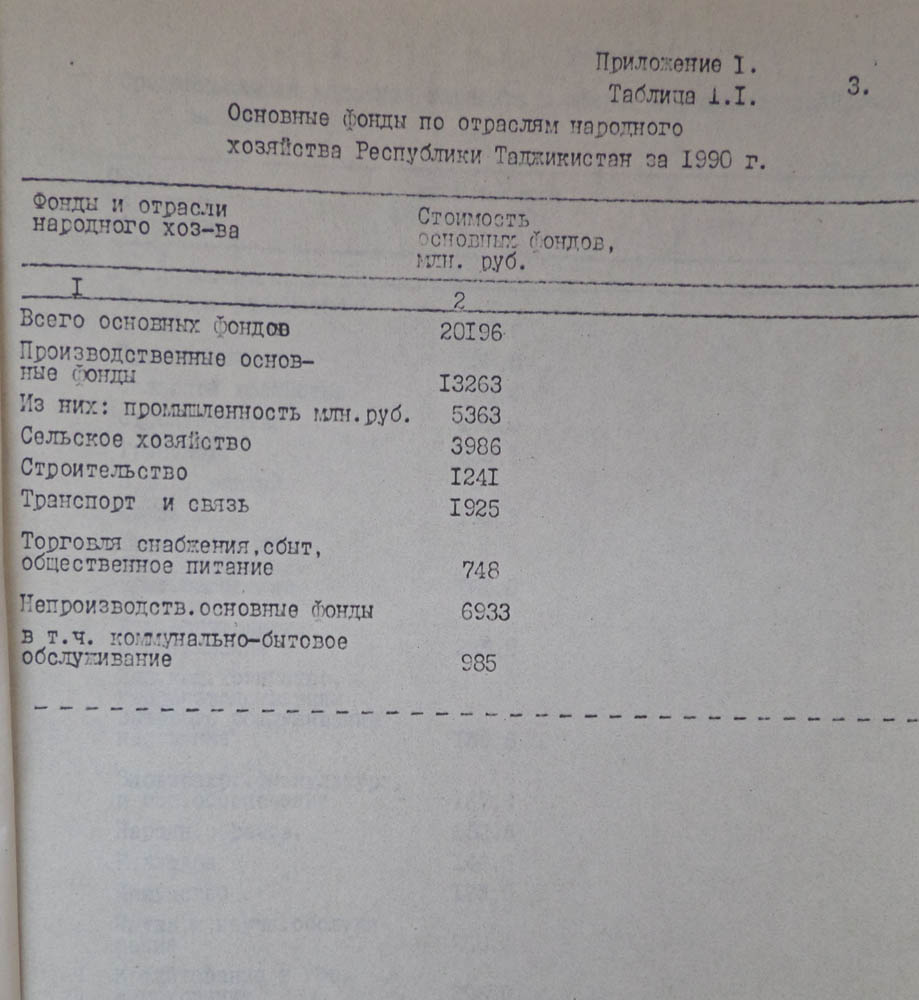 Приложение I.
Таблица I.I.
3.
Основные фонды по отраслям народного
хозяйства Республики Таджикистан за 1990 г.
Фонды и отрасли
народного хоз-ва
Стоимость
основных фондов,
млн. руб.
I
2
Всего основных фондов 20196
Производственные основ-
ные фонды 13263
Из них: промышленность млн.руб. 5363
Сельское хозяйство 3986
Строительство 1241
Транспорт и связь 1925
Торговля снабжения,сбыт,
общественное питание 748
Непроизводств.основные фонды 6933
в т.ч. коммунально-бытовое
обслуживание 985